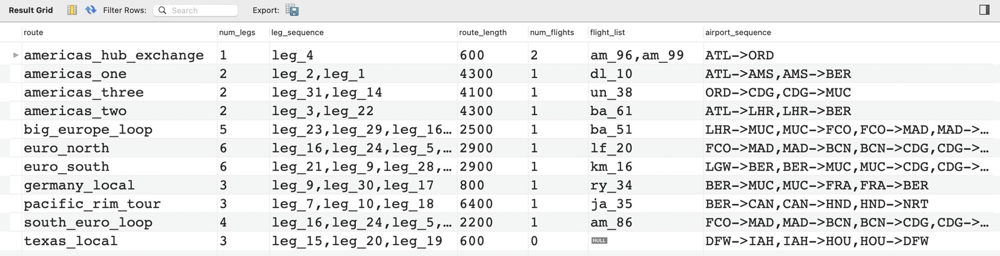 Result Grid Filter Rows: Search Export:
route num_legs leg_sequence route_length num_flights flight_list airport_sequence
americas_hub_exchange 1 leg_4 600 2 am_96,am_99 ATL->ORD
americas_one 2 leg_2,leg_1 4300 1 dl_10 ATL->AMS,AMS->BER
americas_three 2 leg_31,leg_14 4100 1 un_38 ORD->CDG,CDG->MUC
americas_two 2 leg_3,leg_22 4300 1 ba_61 ATL->LHR,LHR->BER
big_europe_loop 5 leg_23,leg_29,leg_16... 2500 1 ba_51 LHR->MUC,MUC->FCO,FCO->MAD,MAD->...
euro_north 6 leg_16,leg_24,leg_5,... 2900 1 lf_20 FCO->MAD,MAD->BCN,BCN->CDG,CDG->...
euro_south 6 leg_21,leg_9,leg_28,... 2900 1 km_16 LGW->BER,BER->MUC,MUC->CDG,CDG->...
germany_local 3 leg_9,leg_30,leg_17 800 1 ry_34 BER->MUC,MUC->FRA,FRA->BER
pacific_rim_tour 3 leg_7,leg_10,leg_18 6400 1 ja_35 BER->CAN,CAN->HND,HND->NRT
south_euro_loop 4 leg_16,leg_24,leg_5,... 2200 1 am_86 FCO->MAD,MAD->BCN,BCN->CDG,CDG->...
texas_local 3 leg_15,leg_20,leg_19 600 0 NULL DFW->IAH,IAH->HOU,HOU->DFW